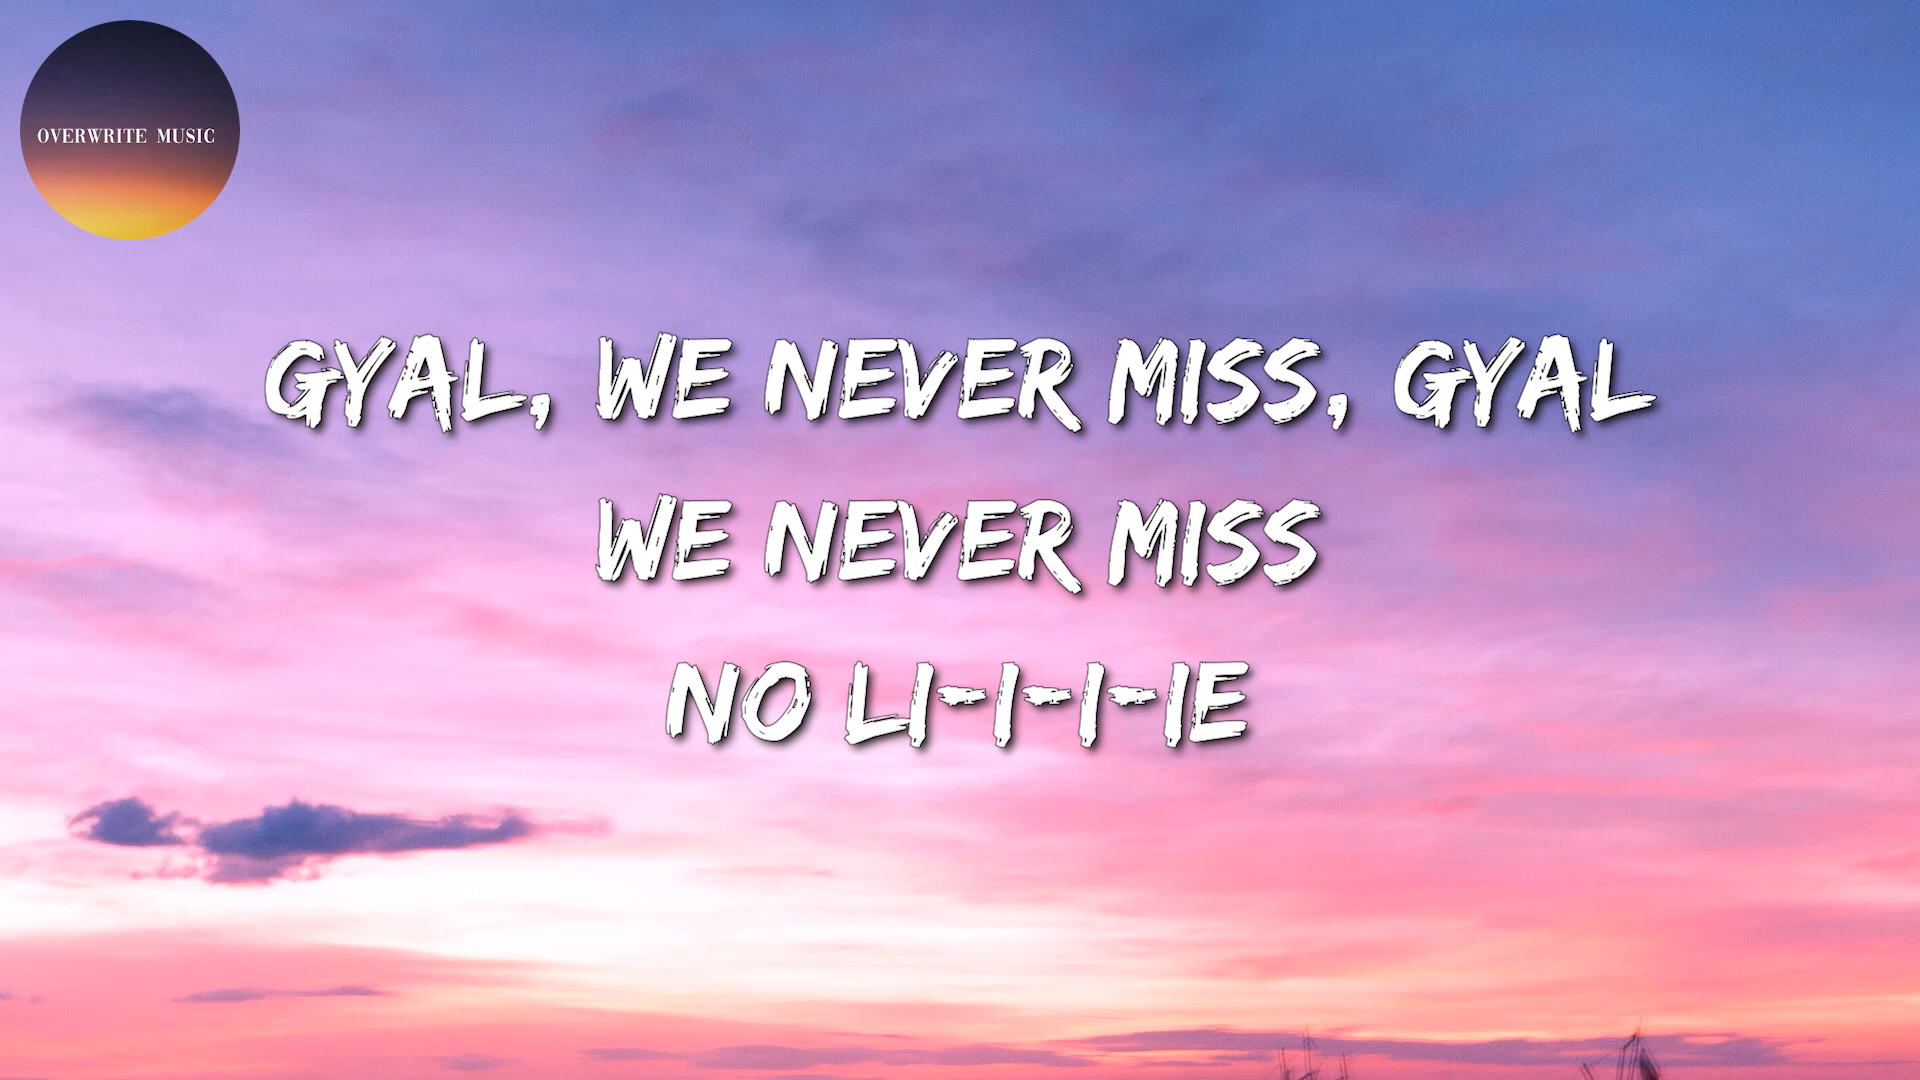 OVERWRITE MUSIC
GYAL, WE NEVER MISS, GYAL
WE NEVER MISS
NO LI-I-I-IE